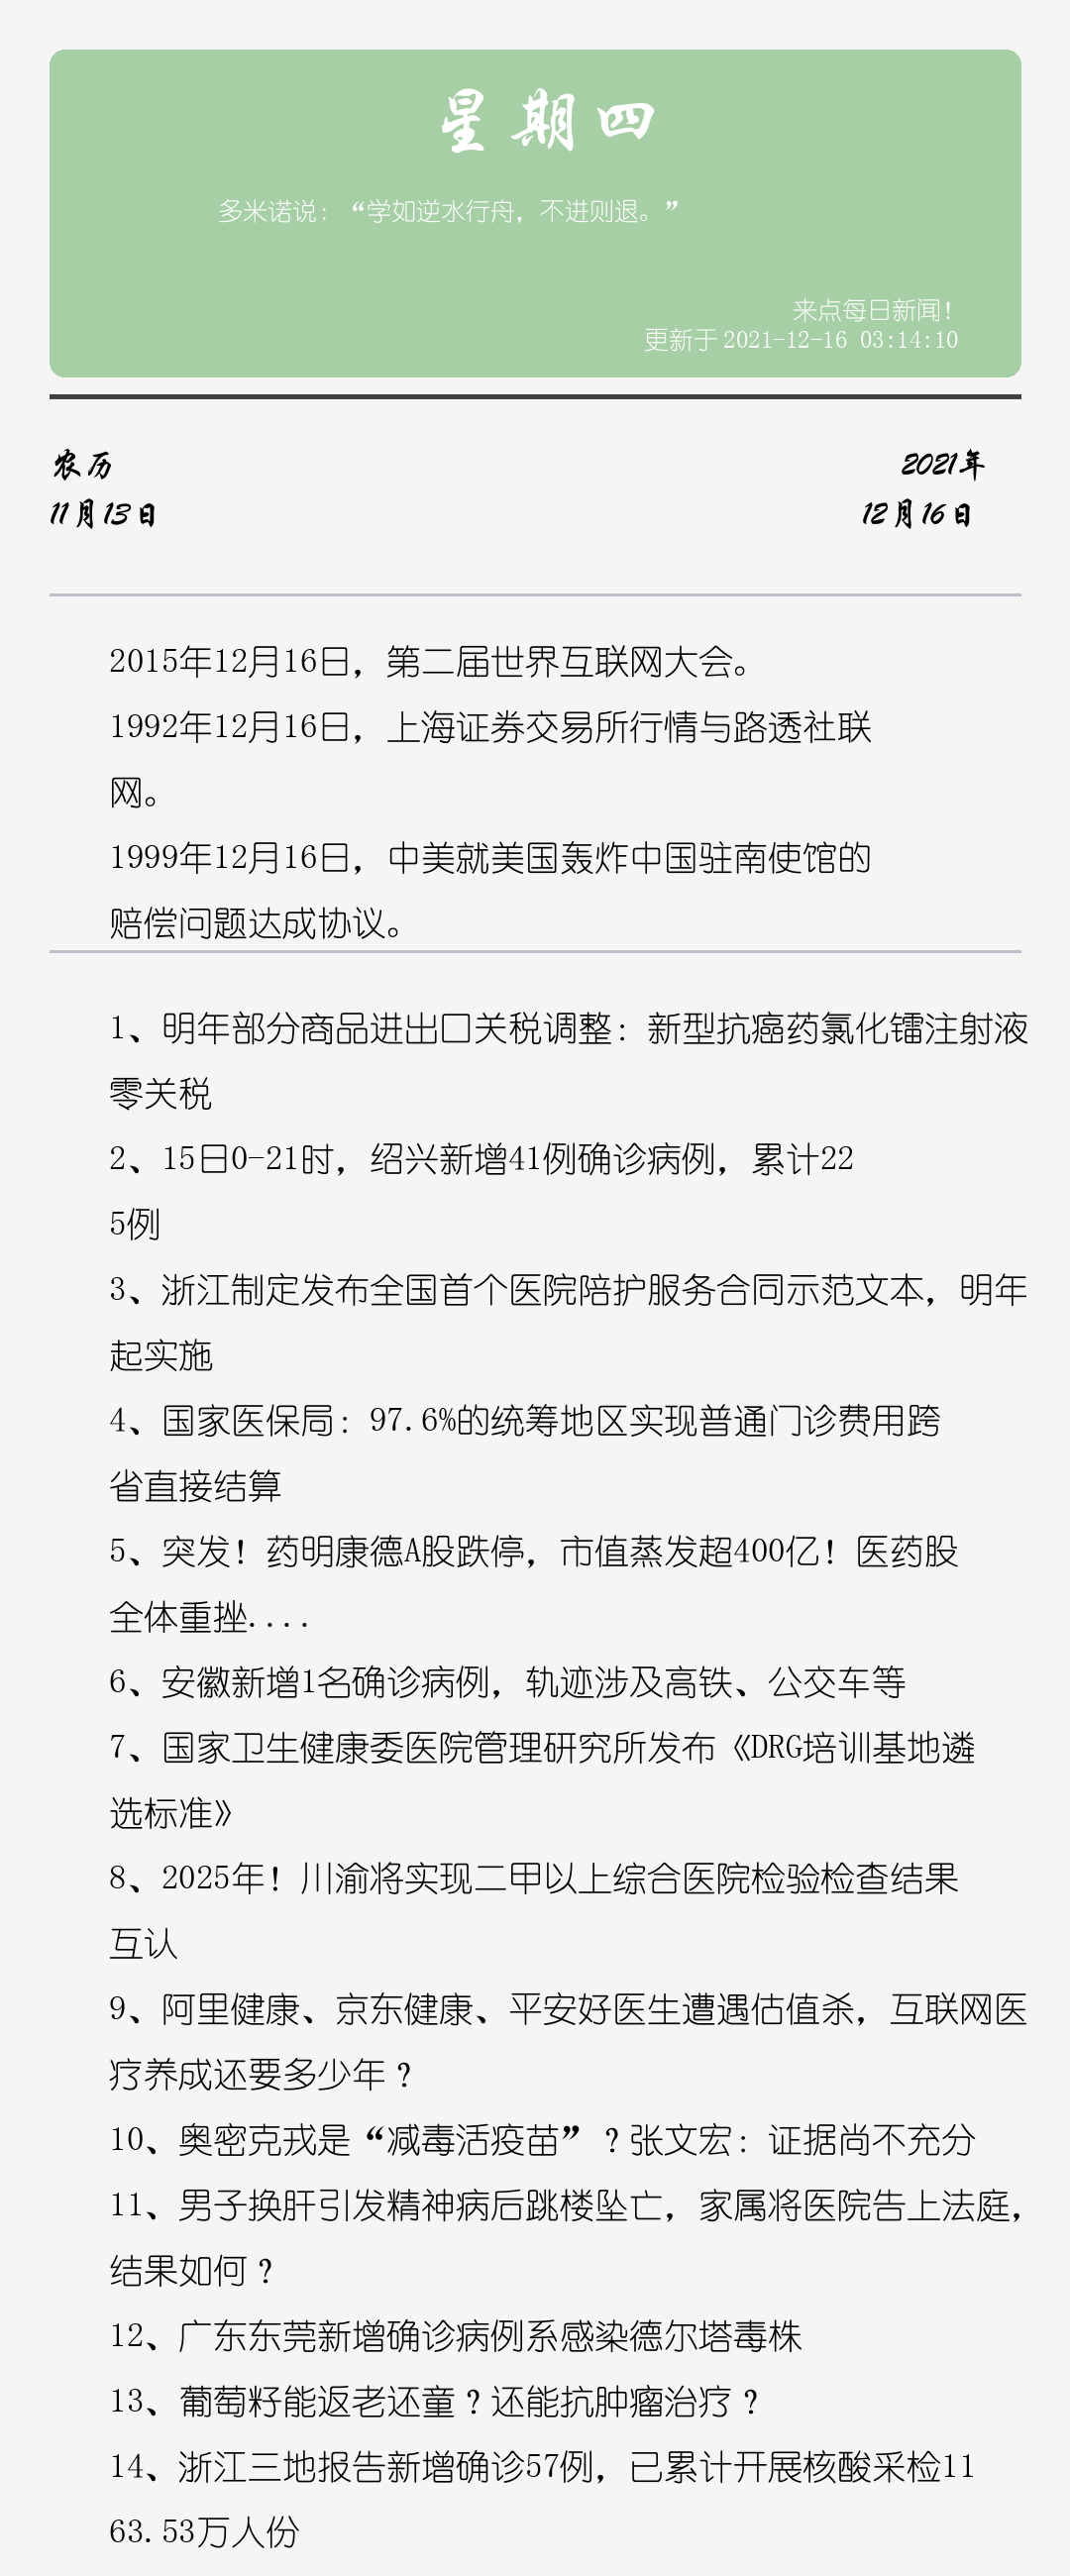 星期四
多米诺说：“学如逆水行舟，不进则退。”
来点每日新闻！
更新于 2021-12-16 03:14:10
农历
2021年
11月13日
12月16日
2015年12月16日，第二届世界互联网大会。
1992年12月16日，上海证券交易所行情与路透社联
网。
1999年12月16日，中美就美国轰炸中国驻南使馆的
赔偿问题达成协议。
1、明年部分商品进出口关税调整：新型抗癌药氯化镭注射液
零关税
2、15日0-21时，绍兴新增41例确诊病例，累计22
5例
3、浙江制定发布全国首个医院陪护服务合同示范文本，明年
起实施
4、国家医保局：97.6%的统筹地区实现普通门诊费用跨
省直接结算
5、突发！药明康德A股跌停，市值蒸发超400亿！医药股
全体重挫....
6、安徽新增1名确诊病例，轨迹涉及高铁、公交车等
7、国家卫生健康委医院管理研究所发布《DRG培训基地遴
选标准》
8、2025年！川渝将实现二甲以上综合医院检验检查结果
互认
9、阿里健康、京东健康、平安好医生遭遇估值杀，互联网医
疗养成还要多少年？
10、奥密克戎是“减毒活疫苗”？张文宏：证据尚不充分
11、男子换肝引发精神病后跳楼坠亡，家属将医院告上法庭，
结果如何？
12、广东东莞新增确诊病例系感染德尔塔毒株
13、葡萄籽能返老还童？还能抗肿瘤治疗？
14、浙江三地报告新增确诊57例，已累计开展核酸采检11
63.53万人份